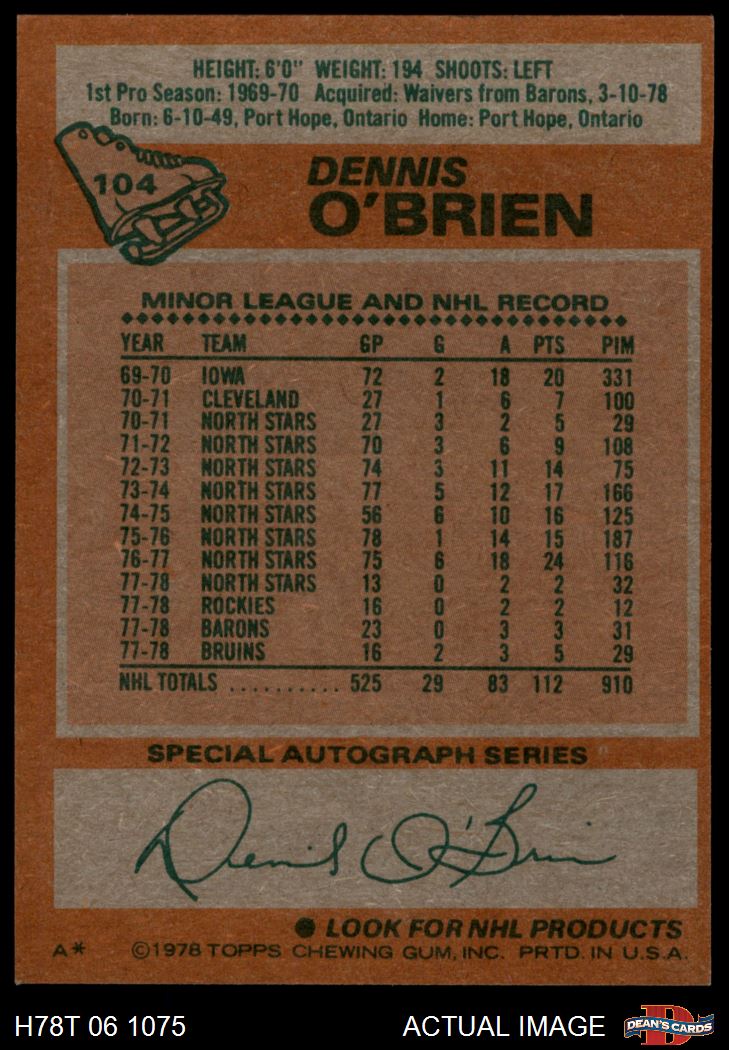 HEIGHT: 6'0" WEIGHT: 194 SHOOTS: LEFT
1st Pro Season: 1969-70 Acquired: Waivers from Barons, 3-10-78
Born: 6-10-49, Port Hope, Ontario Home: Port Hope, Ontario
104
DENNIS
O'BRIEN
MINOR LEAGUE AND NHL RECORD
YEAR TEAM GP G A PTS PIM
69-70 IOWA 72 2 18 20 331
70-71 CLEVELAND 27 1 6 7 100
70-71 NORTH STARS 27 3 2 5 29
71-72 NORTH STARS 70 3 6 9 108
72-73 NORTH STARS 74 3 11 14 75
73-74 NORTH STARS 77 5 12 17 166
74-75 NORTH STARS 56 6 10 16 125
75-76 NORTH STARS 78 1 14 15 187
76-77 NORTH STARS 75 6 18 24 116
77-78 NORTH STARS 13 0 2 2 32
77-78 ROCKIES 16 0 2 2 12
77-78 BARONS 23 0 3 3 31
77-78 BRUINS 16 2 3 5 29
NHL TOTALS .......... 525 29 83 112 910
SPECIAL AUTOGRAPH SERIES
Dennis O'Brien
● LOOK FOR NHL PRODUCTS
A* ©1978 TOPPS CHEWING GUM, INC. PRTD. IN U.S.A.
H78T 06 1075 ACTUAL IMAGE DEAN'S CARDS